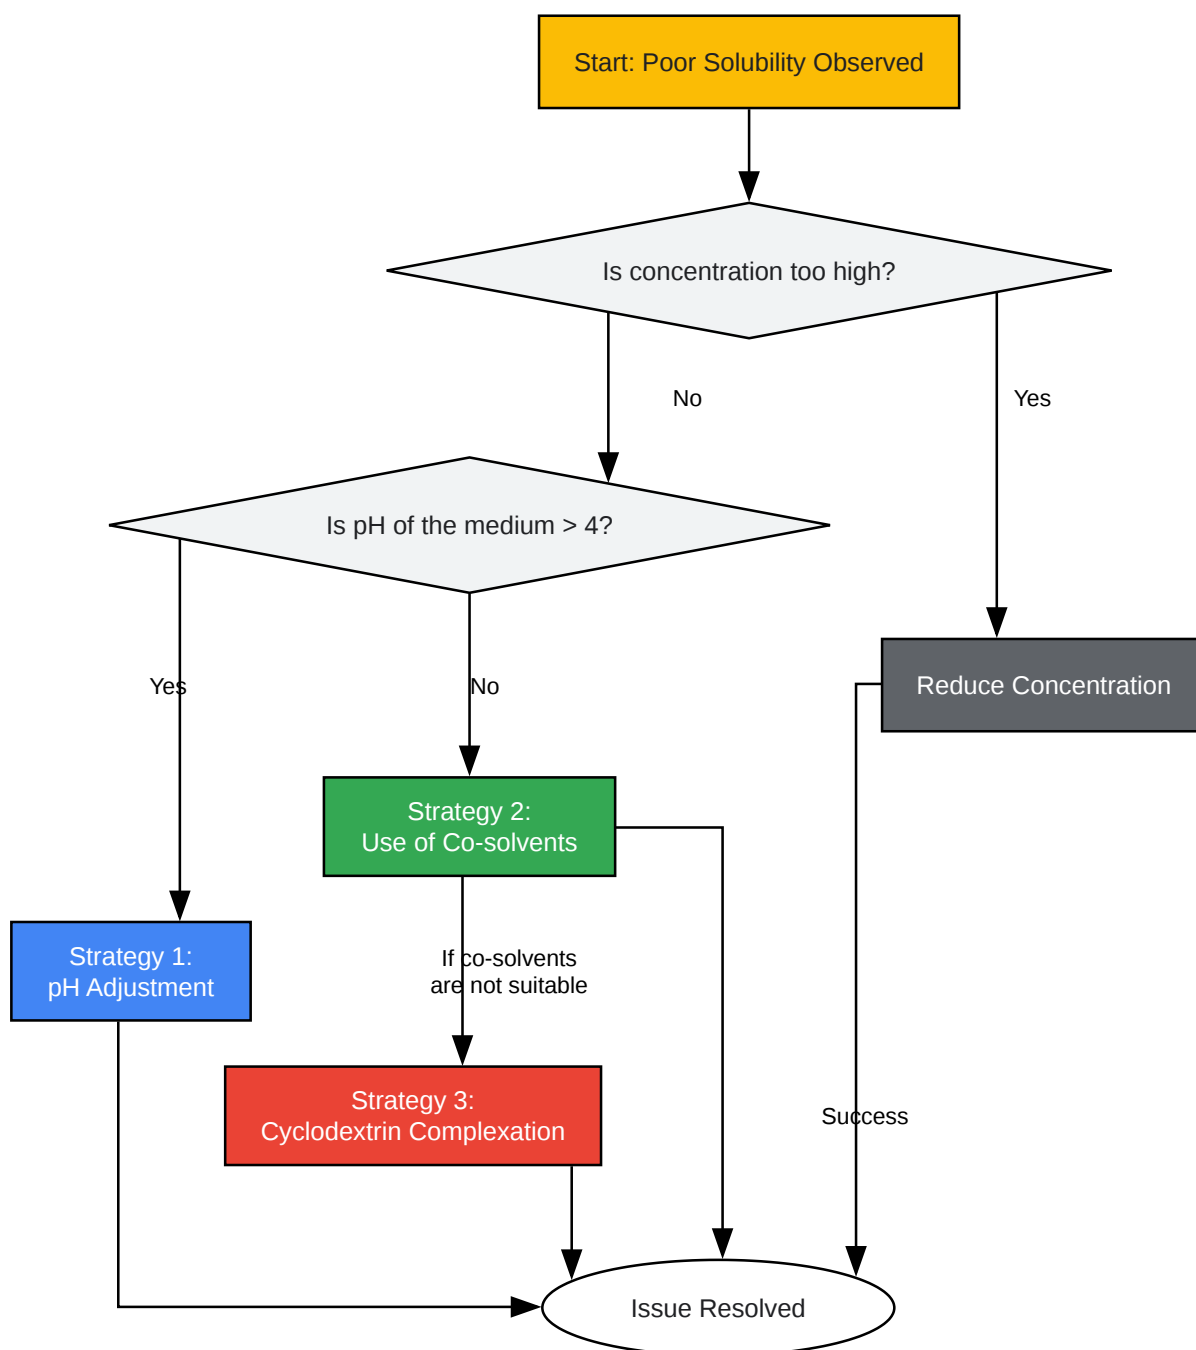 Start: Poor Solubility Observed
Is concentration too high?
No
Yes
Is pH of the medium > 4?
Yes
No
Reduce Concentration
Strategy 2:
Use of Co-solvents
Strategy 1:
pH Adjustment
If co-solvents
are not suitable
Strategy 3:
Cyclodextrin Complexation
Success
Issue Resolved